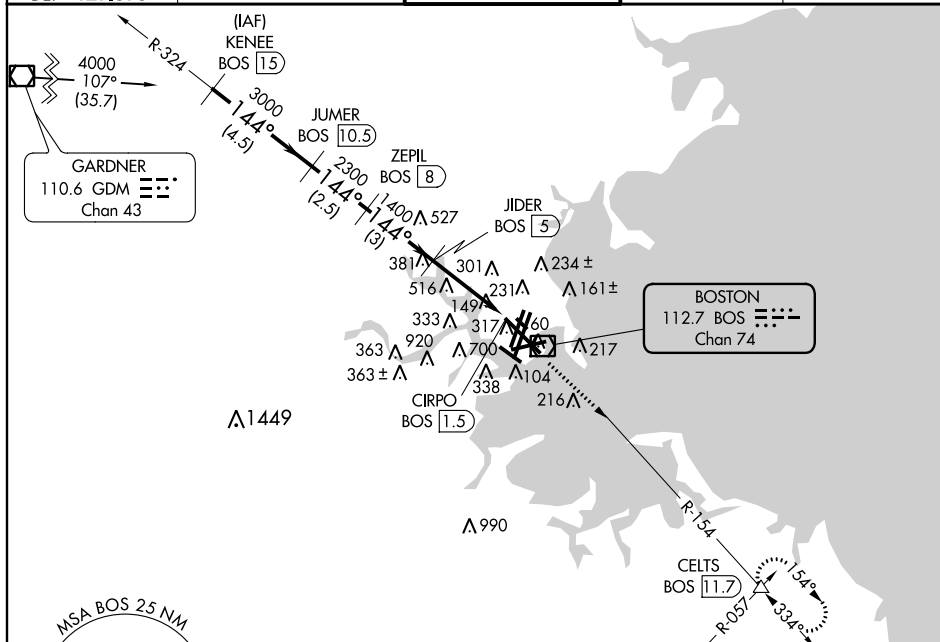 (IAF)
KENEE
BOS 15
R-324
4000
107°
(35.7)
3000
144°
(4.5)
JUMER
BOS 10.5
GARDNER
110.6 GDM
Chan 43
2300
144°
(2.5)
ZEPIL
BOS 8
1400
144°
(3)
527
JIDER
BOS 5
381
301
234 ±
516
231
161±
149
BOSTON
112.7 BOS
Chan 74
333
317
60
363
920
700
217
363 ±
338
104
CIRPO
BOS 1.5
216
1449
R-154
990
CELTS
BOS 11.7
154°
334°
R-057
MSA BOS 25 NM